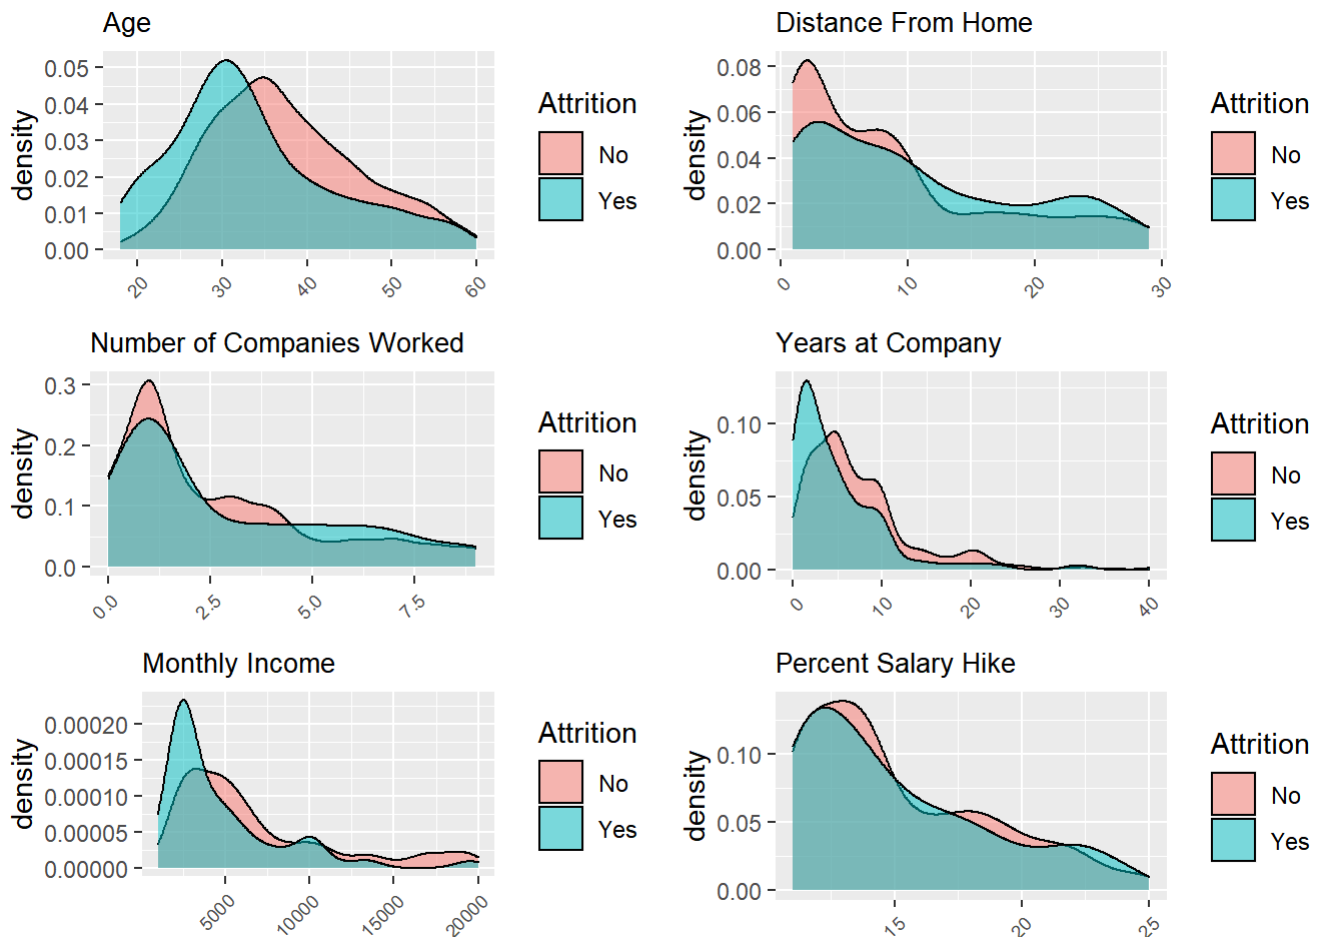 Age
density
0.05
0.04
0.03
0.02
0.01
0.00
20
30
40
50
60
Attrition
No
Yes
Distance From Home
density
0.08
0.06
0.04
0.02
0.00
0
10
20
30
Attrition
No
Yes
Number of Companies Worked
density
0.3
0.2
0.1
0.0
0.0
2.5
5.0
7.5
Attrition
No
Yes
Years at Company
density
0.10
0.05
0.00
0
10
20
30
40
Attrition
No
Yes
Monthly Income
density
0.00020
0.00015
0.00010
0.00005
0.00000
5000
10000
15000
20000
Attrition
No
Yes
Percent Salary Hike
density
0.10
0.05
0.00
15
20
25
Attrition
No
Yes